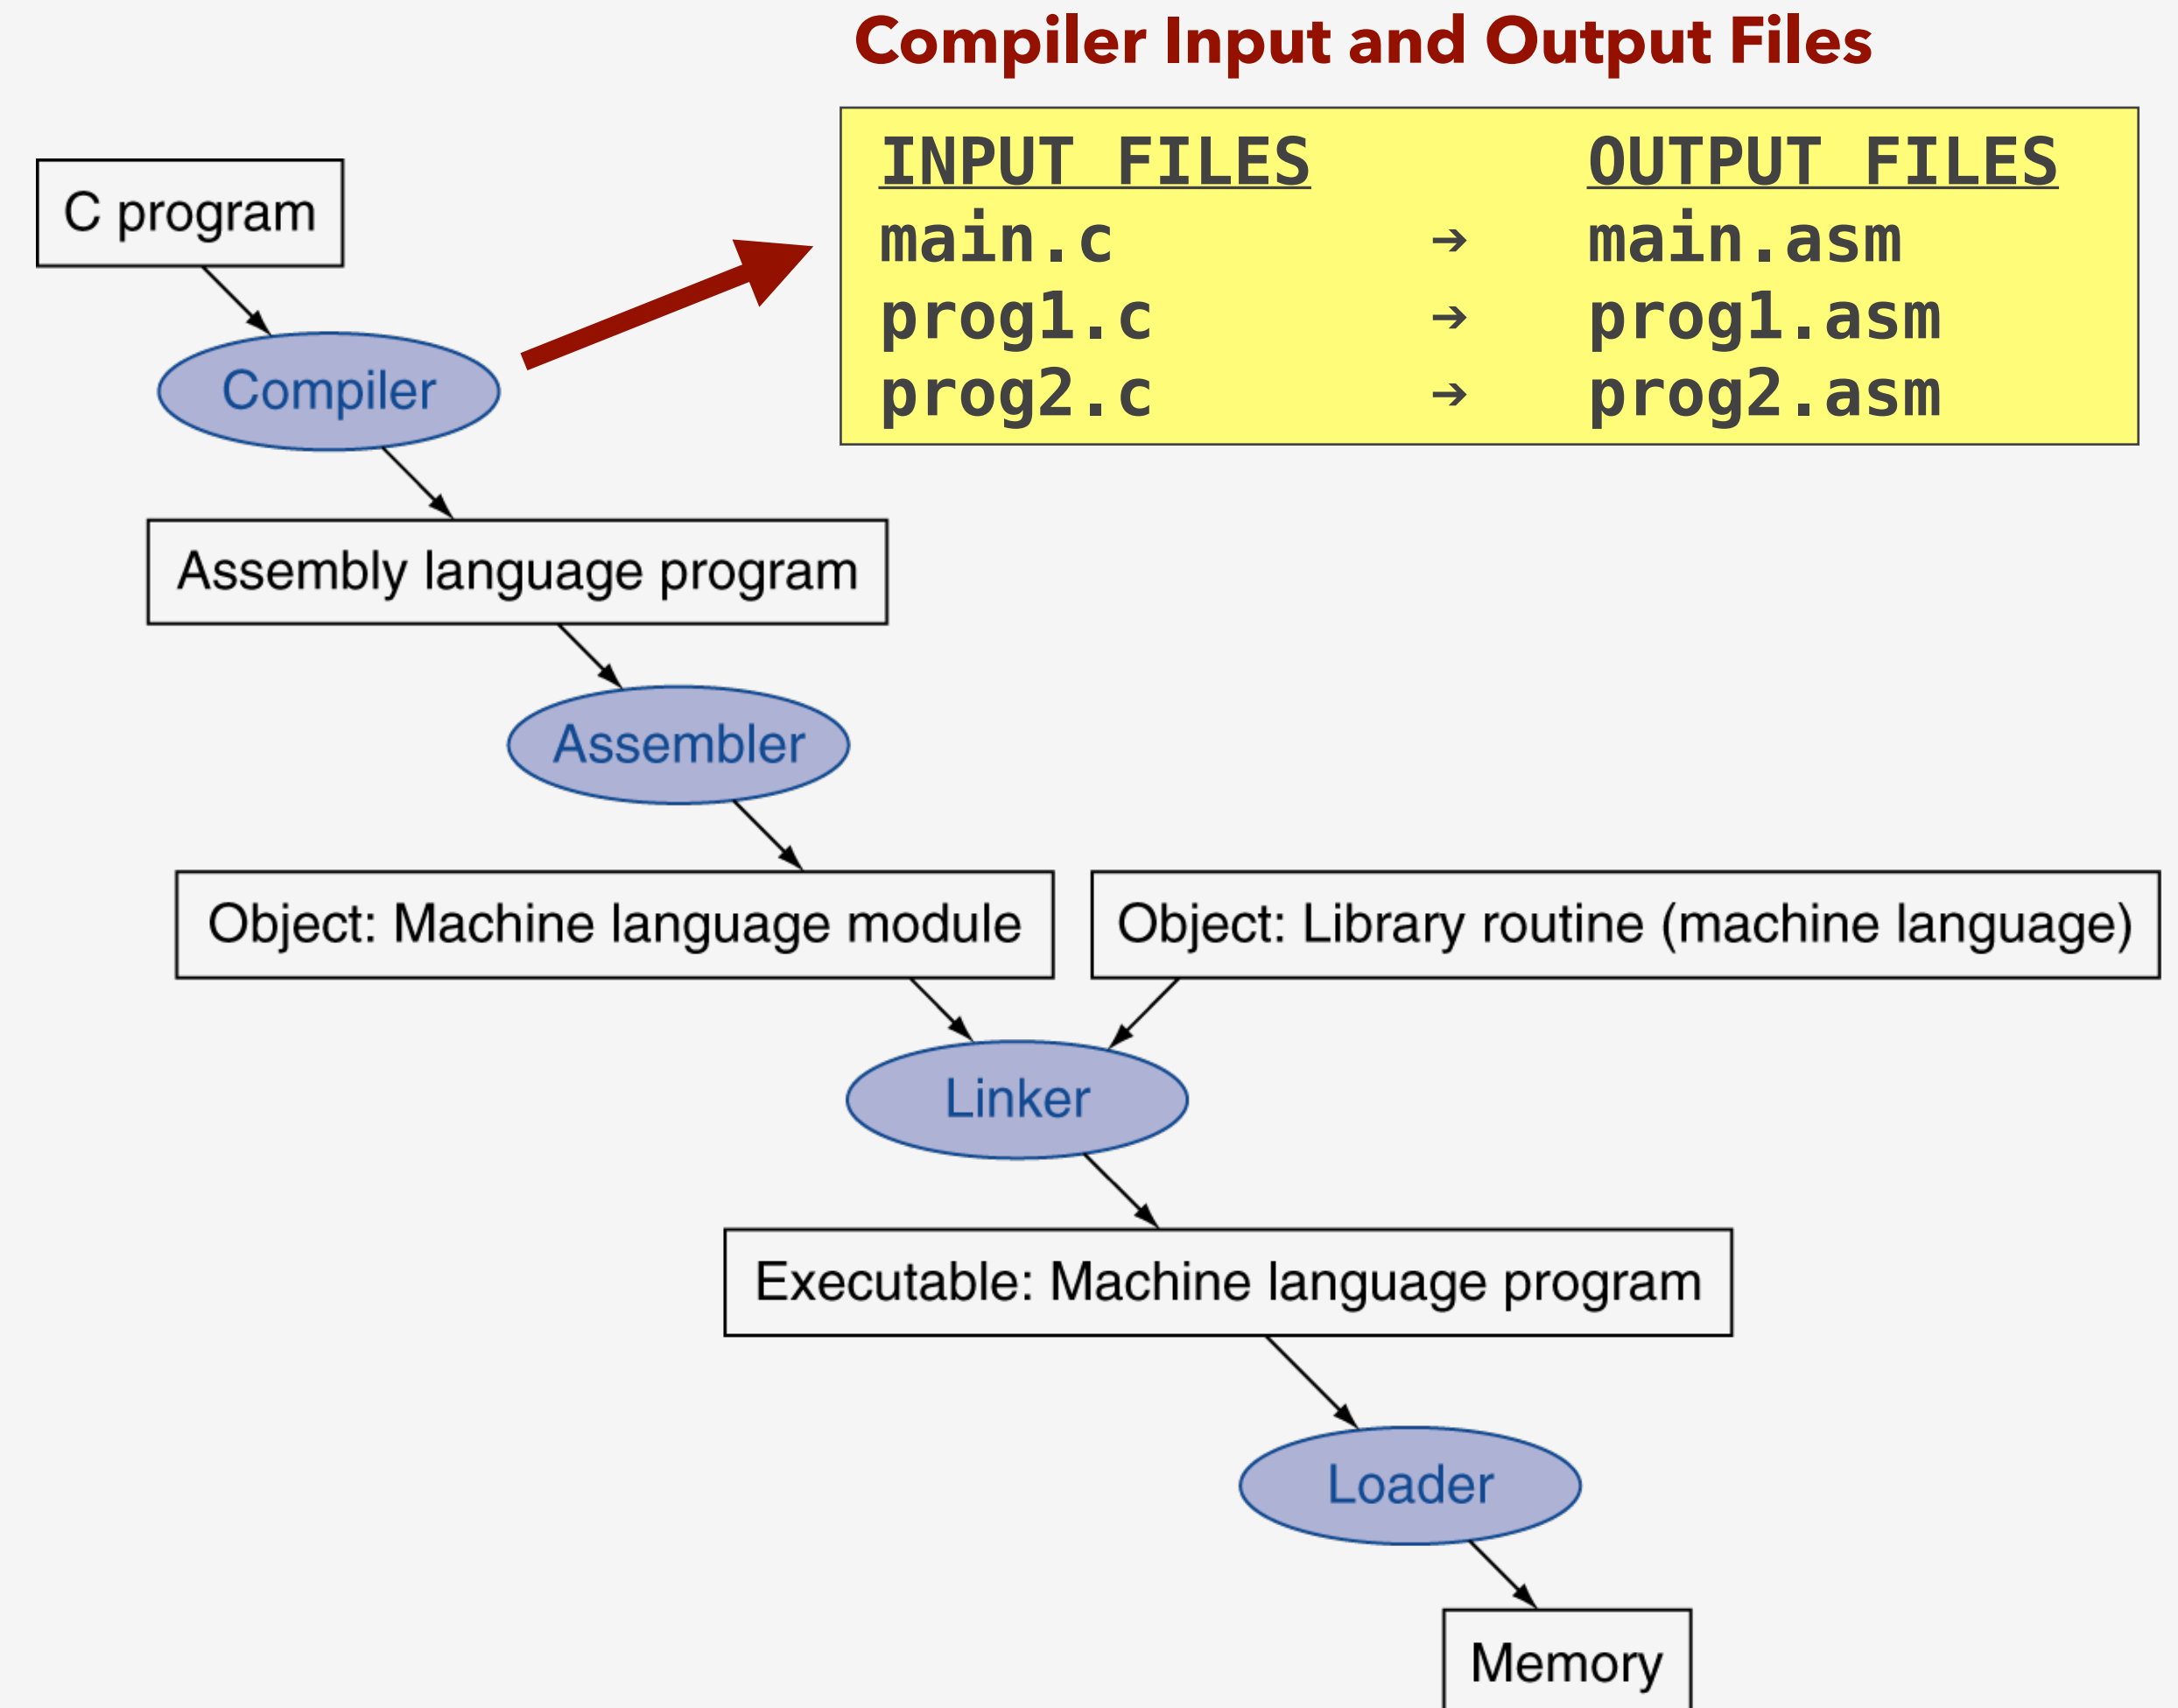 Compiler Input and Output Files
INPUT FILES OUTPUT FILES
main.c → main.asm
prog1.c → prog1.asm
prog2.c → prog2.asm
C program
Compiler
Assembly language program
Assembler
Object: Machine language module
Object: Library routine (machine language)
Linker
Executable: Machine language program
Loader
Memory